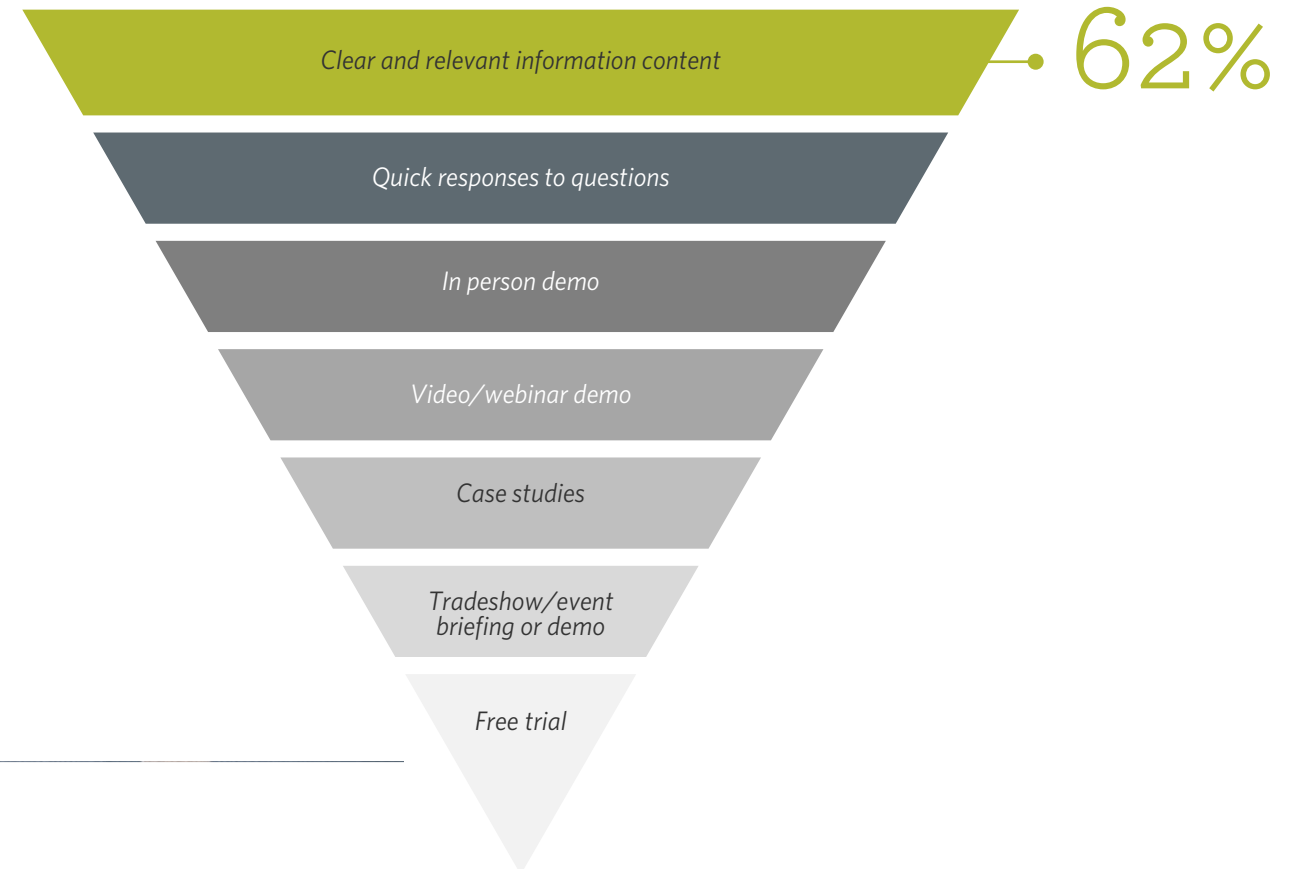 Clear and relevant information content
62%
Quick responses to questions
In person demo
Video/webinar demo
Case studies
Tradeshow/event
briefing or demo
Free trial